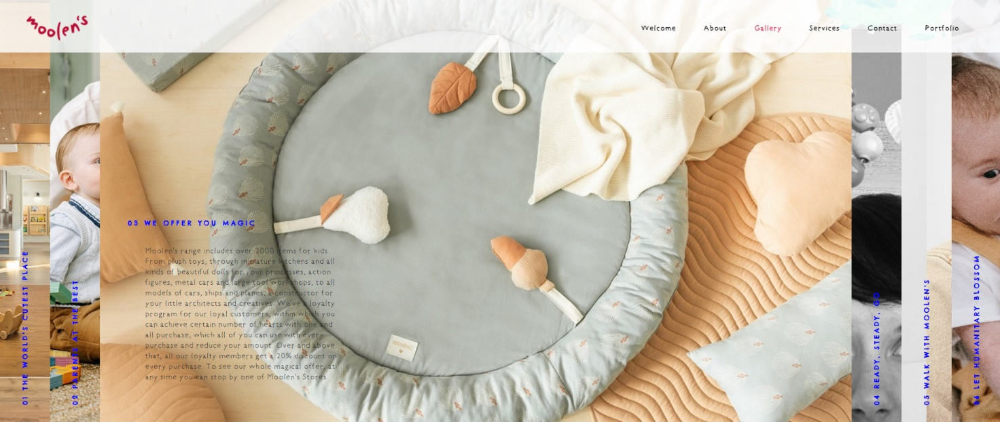 moolen's
Welcome About Gallery Services Contact Portfolio
01 THE WORLD'S CUTEST PLACE
02 PARENTS AT THE BEST
03 WE OFFER YOU MAGIC
Moolen's range includes over 2000 items for kids.
From plush toys, through miniature kitchens and all
kinds of beautiful dolls for your princesses, action
figures, metal cars and large tool workshops, to all
models of cars, ships and planes, a constructor for
your little architects and creatives. We've a loyalty
program for our loyal customers, within which you
can achieve certain number of hearts with one and
all purchase, which all of you can use with every
purchase and reduce your amount. Over and above
that, all our loyalty members get a 20% discount on
every purchase. To see our whole magical offer, at
any time you can stop by one of Moolen's Stores.
04 READY, STEADY, GO
05 WALK WITH MOOLEN'S
06 LET HUMANITARY BLOSSOM